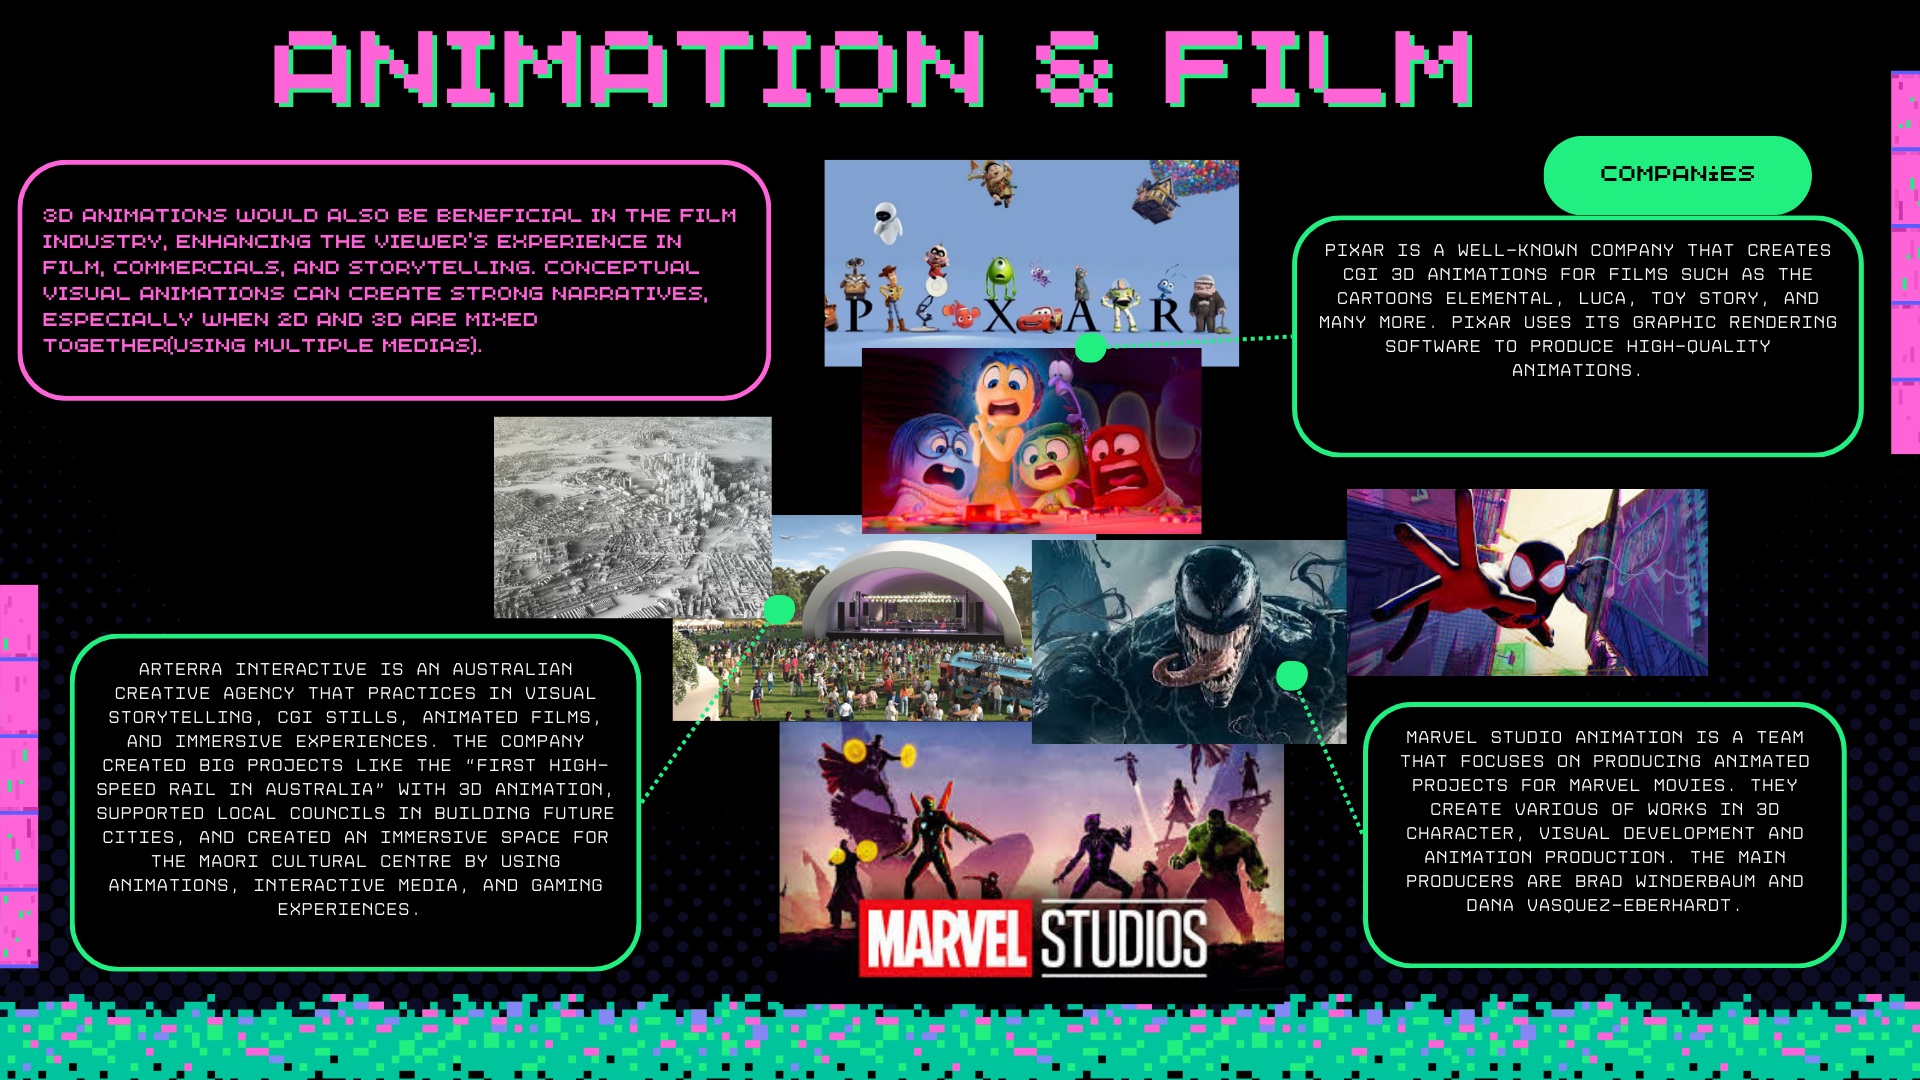 ANIMATION & FILM
3D ANIMATIONS WOULD ALSO BE BENEFICIAL IN THE FILM
INDUSTRY, ENHANCING THE VIEWER'S EXPERIENCE IN
FILM, COMMERCIALS, AND STORYTELLING. CONCEPTUAL
VISUAL ANIMATIONS CAN CREATE STRONG NARRATIVES,
ESPECIALLY WHEN 2D AND 3D ARE MIXED
TOGETHER(USING MULTIPLE MEDIAS).
PIXAR
COMPANiES
PIXAR IS A WELL-KNOWN COMPANY THAT CREATES
CGI 3D ANIMATIONS FOR FILMS SUCH AS THE
CARTOONS ELEMENTAL, LUCA, TOY STORY, AND
MANY MORE. PIXAR USES ITS GRAPHIC RENDERING
SOFTWARE TO PRODUCE HIGH-QUALITY
ANIMATIONS.
ARTERRA INTERACTIVE IS AN AUSTRALIAN
CREATIVE AGENCY THAT PRACTICES IN VISUAL
STORYTELLING, CGI STILLS, ANIMATED FILMS,
AND IMMERSIVE EXPERIENCES. THE COMPANY
CREATED BIG PROJECTS LIKE THE “FIRST HIGH-
SPEED RAIL IN AUSTRALIA” WITH 3D ANIMATION,
SUPPORTED LOCAL COUNCILS IN BUILDING FUTURE
CITIES, AND CREATED AN IMMERSIVE SPACE FOR
THE MAORI CULTURAL CENTRE BY USING
ANIMATIONS, INTERACTIVE MEDIA, AND GAMING
EXPERIENCES.
MARVEL STUDIOS
MARVEL STUDIO ANIMATION IS A TEAM
THAT FOCUSES ON PRODUCING ANIMATED
PROJECTS FOR MARVEL MOVIES. THEY
CREATE VARIOUS OF WORKS IN 3D
CHARACTER, VISUAL DEVELOPMENT AND
ANIMATION PRODUCTION. THE MAIN
PRODUCERS ARE BRAD WINDERBAUM AND
DANA VASQUEZ-EBERHARDT.